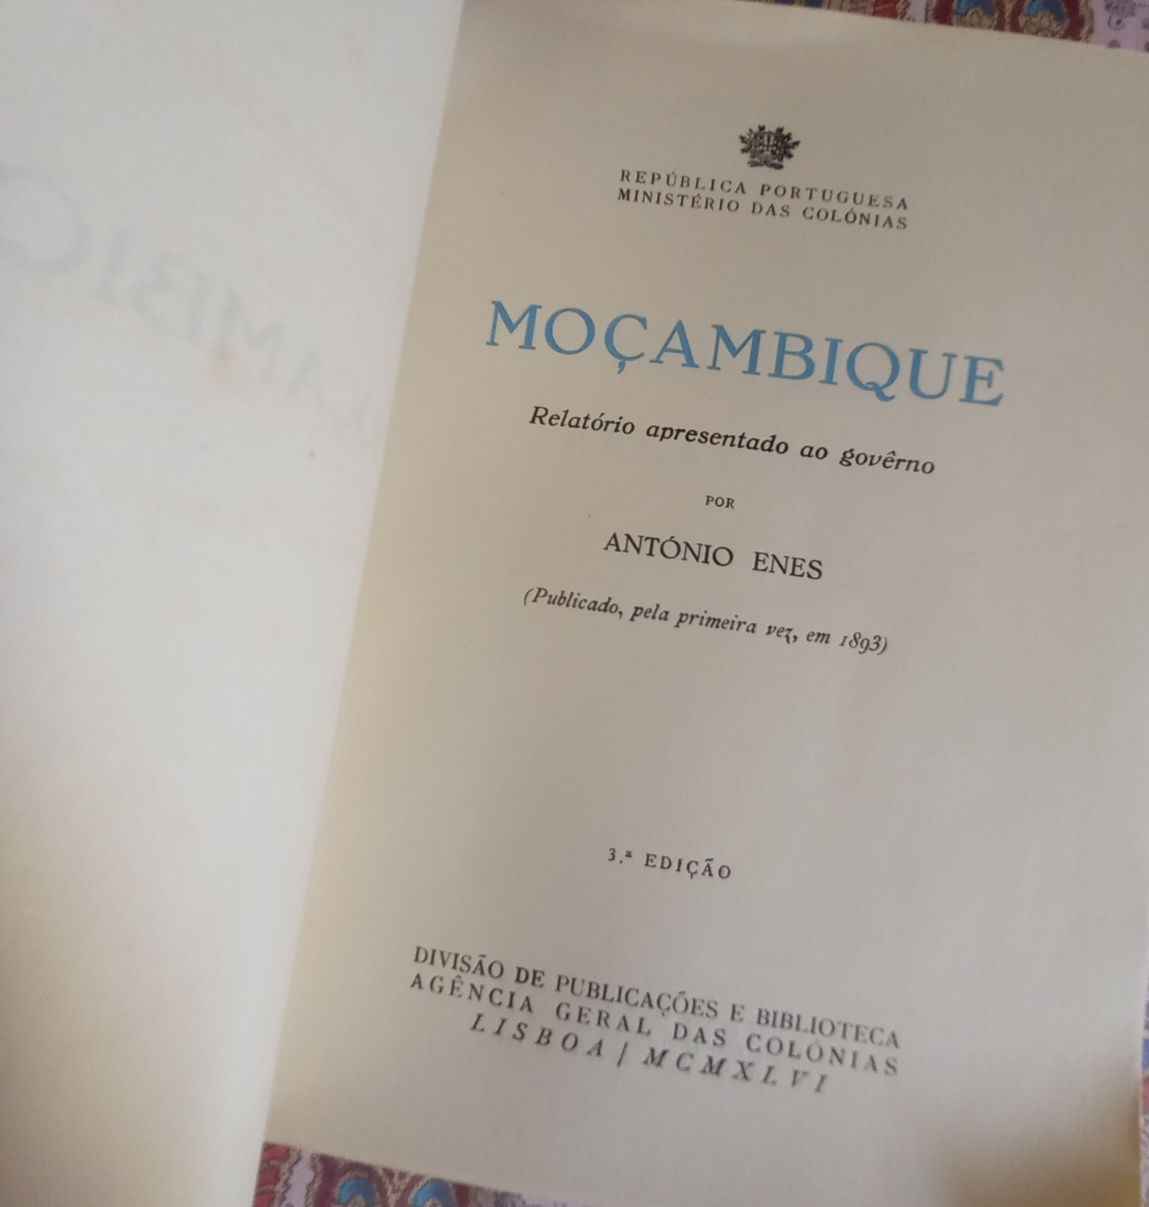 REPÚBLICA PORTUGUESA
MINISTÉRIO DAS COLÓNIAS
MOÇAMBIQUE
Relatório apresentado ao govêrno
POR
ANTÓNIO ENES
(Publicado, pela primeira vez, em 1893)
3.ª EDIÇÃO
DIVISÃO DE PUBLICAÇÕES E BIBLIOTECA
AGÊNCIA GERAL DAS COLÓNIAS
LISBOA / MCMXLVI